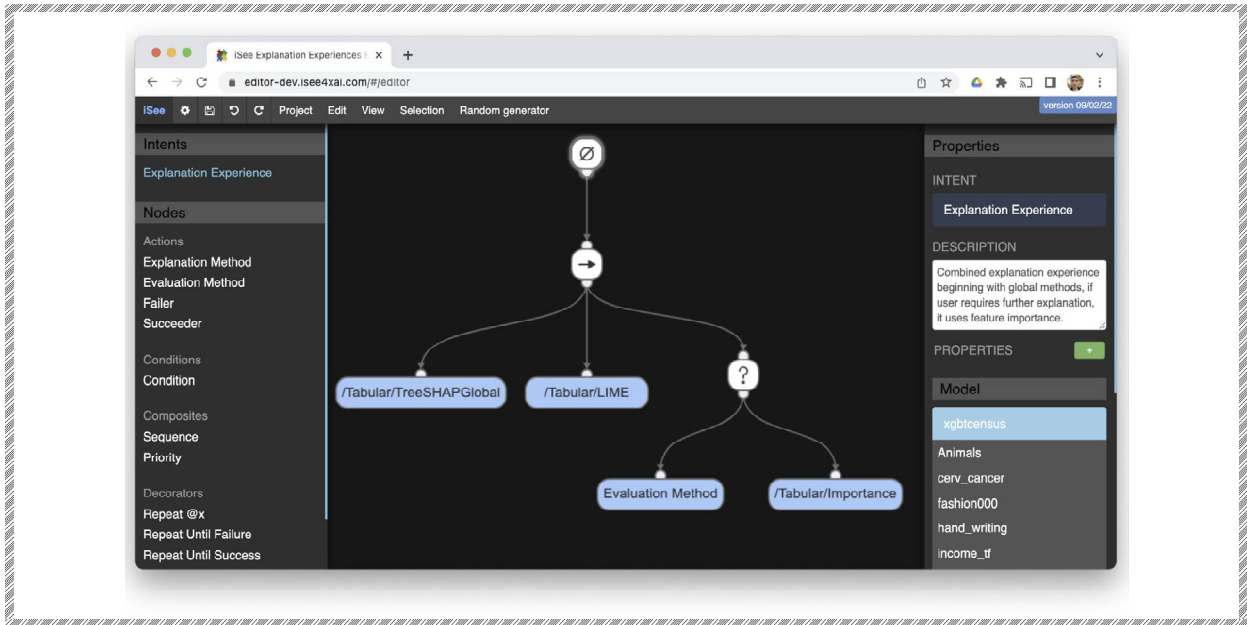 iSee Explanation Experiences E
editor-dev.isee4xai.com/#/editor
iSee Project Edit View Selection Random generator
version 09/02/22
Intents
Explanation Experience
Nodes
Actions
Explanation Method
Evaluation Method
Failer
Succeeder
Conditions
Condition
Composites
Sequence
Priority
Decorators
Repeat @x
Repeat Until Failure
Repeat Until Success
∅
→
/Tabular/TreeSHAPGlobal
/Tabular/LIME
?
Evaluation Method
/Tabular/Importance
Properties
INTENT
Explanation Experience
DESCRIPTION
Combined explanation experience
beginning with global methods, if
user requires further explanation,
it uses feature importance.
PROPERTIES
+
Model
xgbtcensus
Animals
cerv_cancer
fashion000
hand_writing
income_tf